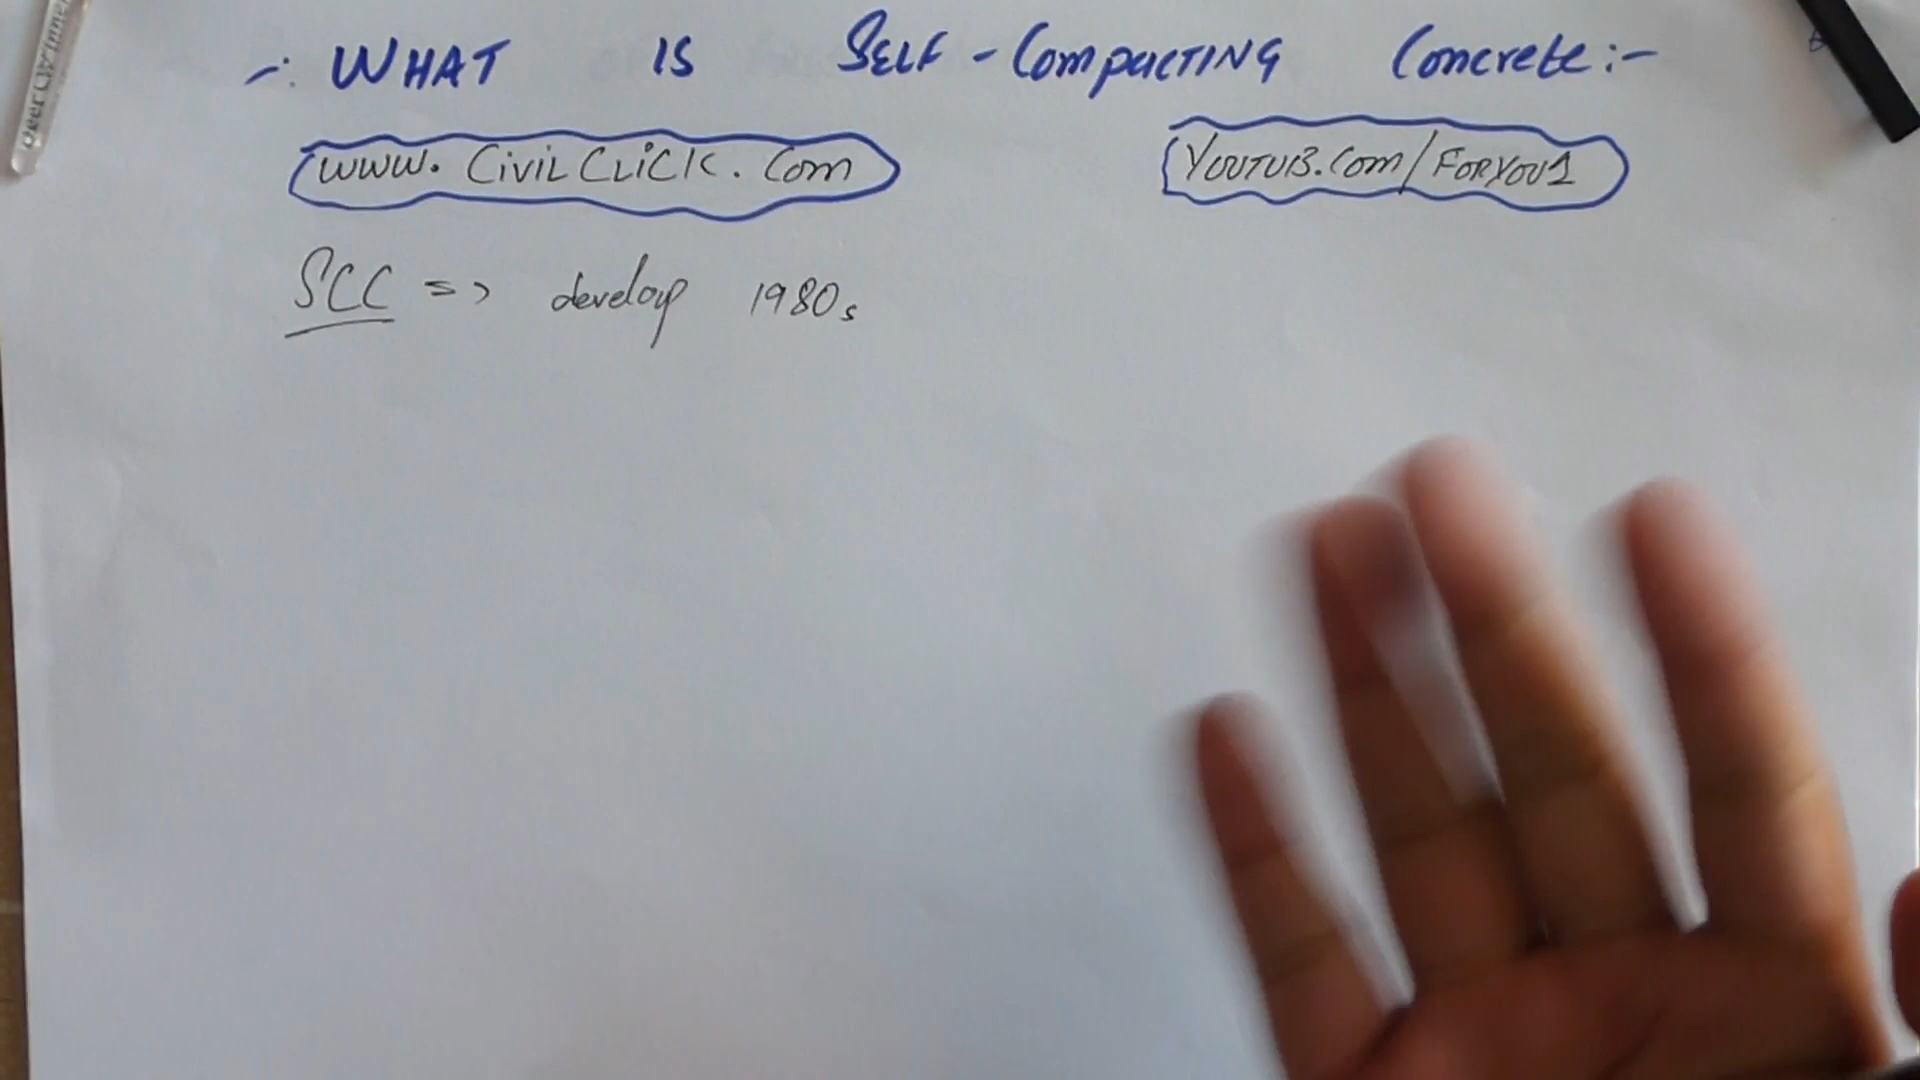 -: WHAT IS SELF-COMPACTING Concrete:-
www. CiviLCLiCK. Com
YOUTUB.Com/FORYOU1
SCC => develop 1980s